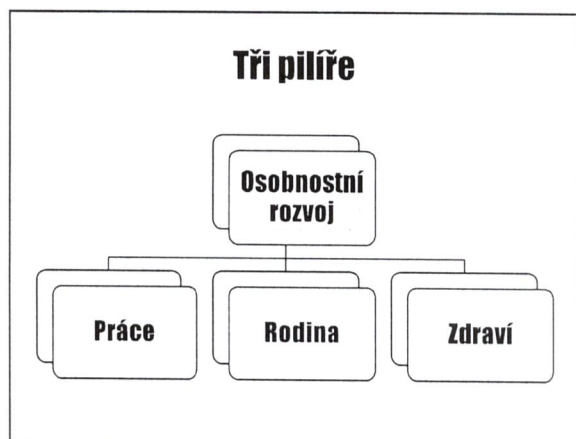 Tři pilíře
Osobnostní
rozvoj
Práce
Rodina
Zdraví